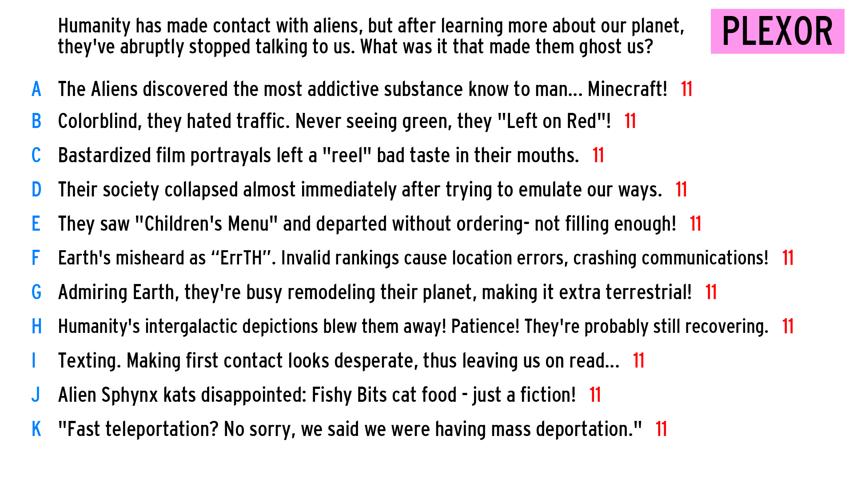 Humanity has made contact with aliens, but after learning more about our planet,
they've abruptly stopped talking to us. What was it that made them ghost us?
PLEXOR
A The Aliens discovered the most addictive substance know to man... Minecraft! 11
B Colorblind, they hated traffic. Never seeing green, they "Left on Red"! 11
C Bastardized film portrayals left a "reel" bad taste in their mouths. 11
D Their society collapsed almost immediately after trying to emulate our ways. 11
E They saw "Children's Menu" and departed without ordering- not filling enough! 11
F Earth's misheard as “ErrTH”. Invalid rankings cause location errors, crashing communications! 11
G Admiring Earth, they're busy remodeling their planet, making it extra terrestrial! 11
H Humanity's intergalactic depictions blew them away! Patience! They're probably still recovering. 11
I Texting. Making first contact looks desperate, thus leaving us on read... 11
J Alien Sphynx kats disappointed: Fishy Bits cat food - just a fiction! 11
K "Fast teleportation? No sorry, we said we were having mass deportation." 11